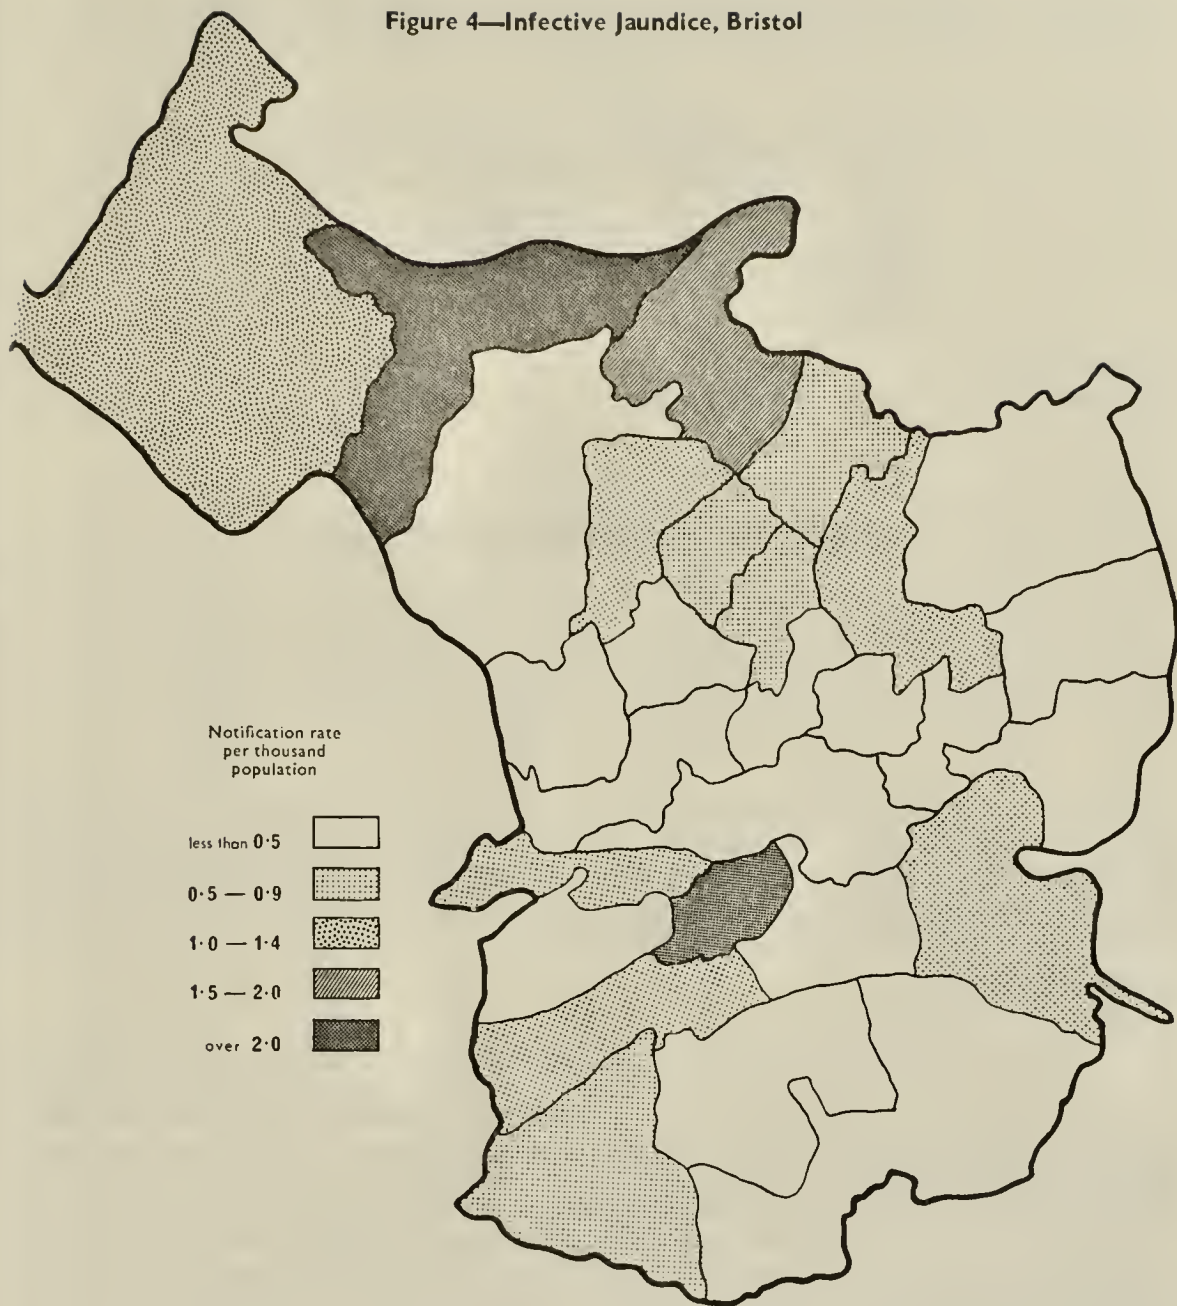 Figure 4—Infective Jaundice, Bristol
Notification rate
per thousand
population
less than 0·5
0·5 — 0·9
1·0 — 1·4
1·5 — 2·0
over 2·0